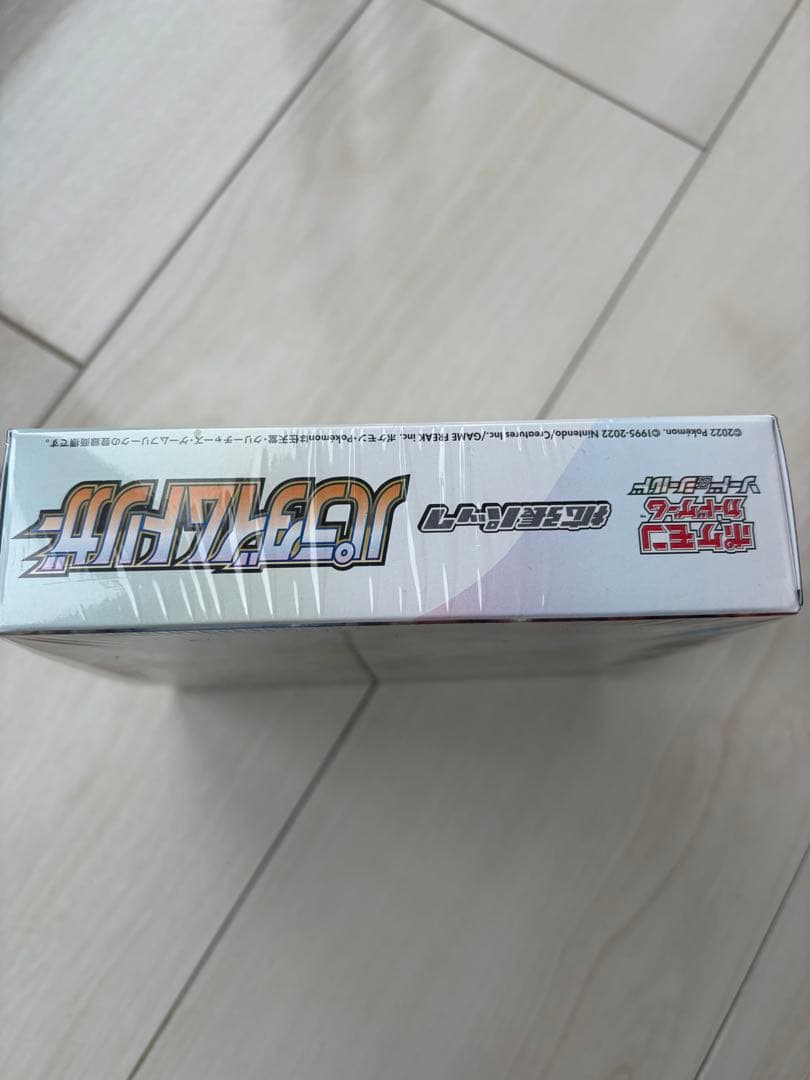 ポケモン
カードゲーム
ソード&シールド
拡張パック
パラダイムトリガー
©2022 Pokémon. ©1995-2022 Nintendo/Creatures Inc./GAME FREAK inc. ポケモン・Pokémonは任天堂・クリーチャーズ・ゲームフリークの登録商標です。
®